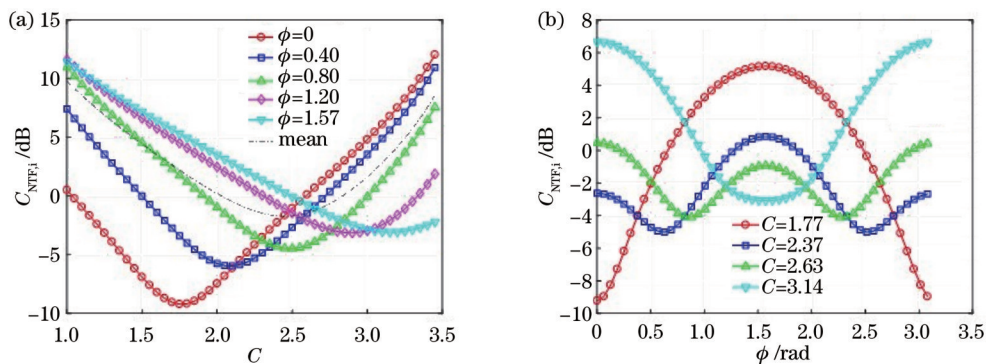 (a)
15
10
5
0
−5
−10
C_NTF,i /dB
1.0 1.5 2.0 2.5 3.0 3.5
C
ϕ=0
ϕ=0.40
ϕ=0.80
ϕ=1.20
ϕ=1.57
mean
(b)
8
6
4
2
0
−2
−4
−6
−8
−10
C_NTF,i /dB
0 0.5 1.0 1.5 2.0 2.5 3.0 3.5
ϕ /rad
C=1.77
C=2.37
C=2.63
C=3.14